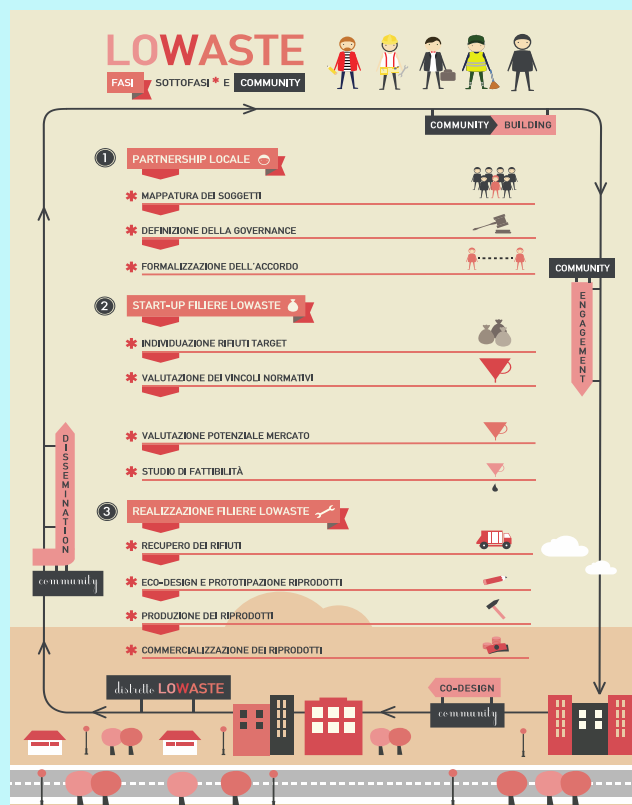 LOWASTE
FASI SOTTOFASI * E COMMUNITY
COMMUNITY BUILDING
1 PARTNERSHIP LOCALE
* MAPPATURA DEI SOGGETTI
* DEFINIZIONE DELLA GOVERNANCE
* FORMALIZZAZIONE DELL'ACCORDO
COMMUNITY
ENGAGEMENT
2 START-UP FILIERE LOWASTE
* INDIVIDUAZIONE RIFIUTI TARGET
* VALUTAZIONE DEI VINCOLI NORMATIVI
* VALUTAZIONE POTENZIALE MERCATO
* STUDIO DI FATTIBILITÀ
DISSEMINATION
community
3 REALIZZAZIONE FILIERE LOWASTE
* RECUPERO DEI RIFIUTI
* ECO-DESIGN E PROTOTIPAZIONE RIPRODOTTI
* PRODUZIONE DEI RIPRODOTTI
* COMMERCIALIZZAZIONE DEI RIPRODOTTI
distretto LOWASTE
CO-DESIGN
community